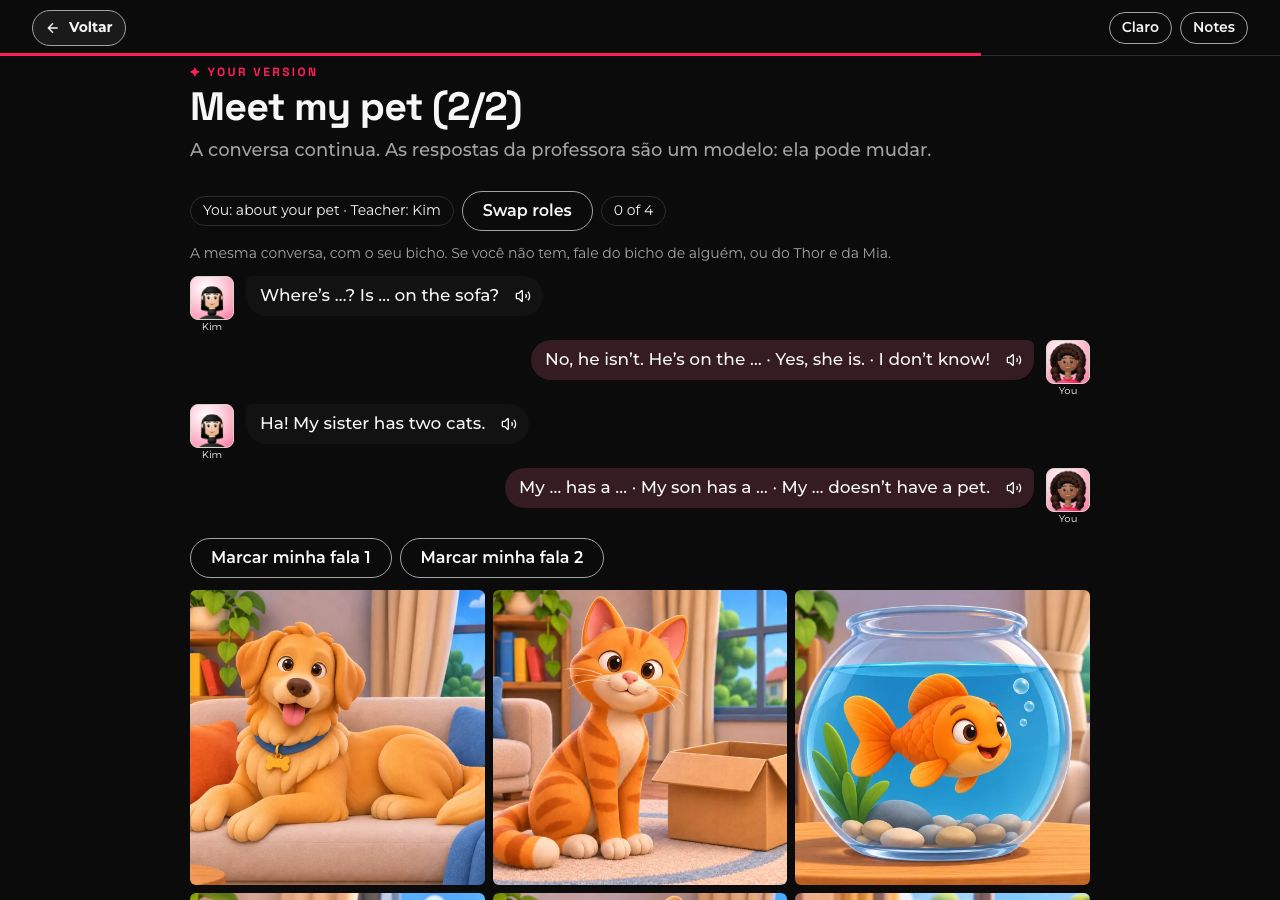 Voltar
Claro
Notes
✦ YOUR VERSION
Meet my pet (2/2)
A conversa continua. As respostas da professora são um modelo: ela pode mudar.
You: about your pet · Teacher: Kim
Swap roles
0 of 4
A mesma conversa, com o seu bicho. Se você não tem, fale do bicho de alguém, ou do Thor e da Mia.
Where’s ...? Is ... on the sofa?
Kim
No, he isn’t. He’s on the ... · Yes, she is. · I don’t know!
You
Ha! My sister has two cats.
Kim
My ... has a ... · My son has a ... · My ... doesn’t have a pet.
You
Marcar minha fala 1
Marcar minha fala 2